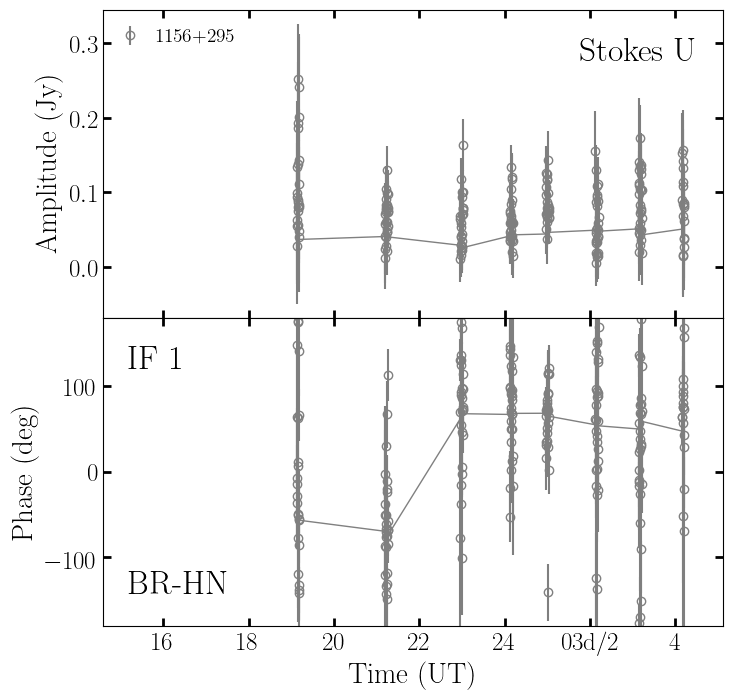 1156+295
Stokes U
0.3
0.2
0.1
0.0
Amplitude (Jy)
IF 1
100
0
−100
Phase (deg)
BR-HN
16 18 20 22 24 03d/2 4
Time (UT)